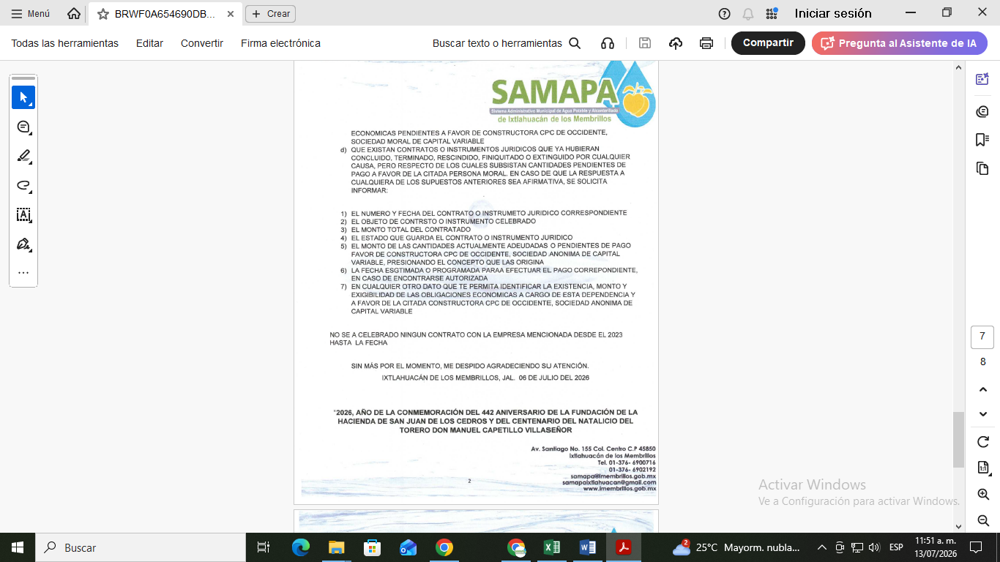 Menú
BRWF0A654690DB...
Crear
Iniciar sesión
Todas las herramientas
Editar
Convertir
Firma electrónica
Buscar texto o herramientas
Compartir
Pregunta al Asistente de IA
SAMAPA
Sistema Administrativo Municipal de Agua Potable y Alcantarillado
de Ixtlahuacán de los Membrillos
ECONOMICAS PENDIENTES A FAVOR DE CONSTRUCTORA CPC DE OCCIDENTE,
SOCIEDAD MORAL DE CAPITAL VARIABLE
d) QUE EXISTAN CONTRATOS O INSTRUMENTOS JURIDICOS QUE YA HUBIERAN
CONCLUIDO, TERMINADO, RESCINDIDO, FINIQUITADO O EXTINGUIDO POR CUALQUIER
CAUSA, PERO RESPECTO DE LOS CUALES SUBSISTAN CANTIDADES PENDIENTES DE
PAGO A FAVOR DE LA CITADA PERSONA MORAL. EN CASO DE QUE LA RESPUESTA A
CUALQUIERA DE LOS SUPUESTOS ANTERIORES SEA AFIRMATIVA, SE SOLICITA
INFORMAR:
1) EL NUMERO Y FECHA DEL CONTRATO O INSTRUMETO JURIDICO CORRESPONDIENTE
2) EL OBJETO DE CONTRSTO O INSTRUMENTO CELEBRADO
3) EL MONTO TOTAL DEL CONTRATADO
4) EL ESTADO QUE GUARDA EL CONTRATO O INSTRUMENTO JURIDICO
5) EL MONTO DE LAS CANTIDADES ACTUALMENTE ADEUDADAS O PENDIENTES DE PAGO
FAVOR DE CONSTRUCTORA CPC DE OCCIDENTE, SOCIEDAD ANONIMA DE CAPITAL
VARIABLE, PRESIONANDO EL CONCEPTO QUE LAS ORIGINA
6) LA FECHA ESGTIMADA O PROGRAMADA PARAA EFECTUAR EL PAGO CORREPONDIENTE,
EN CASO DE ENCONTRARSE AUTORIZADA
7) EN CUALQUIER OTRO DATO QUE TE PERMITA IDENTIFICAR LA EXISTENCIA, MONTO Y
EXIGIBILIDAD DE LAS OBLIGACIONES ECONOMICAS A CARGO DE ESTA DEPENDENCIA Y
A FAVOR DE LA CITADA CONSTRUCTORA CPC DE OCCIDENTE, SOCIEDAD ANONIMA DE
CAPITAL VARIABLE
NO SE A CELEBRADO NINGUN CONTRATO CON LA EMPRESA MENCIONADA DESDE EL 2023
HASTA LA FECHA
SIN MÁS POR EL MOMENTO, ME DESPIDO AGRADECIENDO SU ATENCIÓN.
IXTLAHUACÁN DE LOS MEMBRILLOS, JAL. 06 DE JULIO DEL 2026
"2026, AÑO DE LA CONMEMORACIÓN DEL 442 ANIVERSARIO DE LA FUNDACIÓN DE LA
HACIENDA DE SAN JUAN DE LOS CEDROS Y DEL CENTENARIO DEL NATALICIO DEL
TORERO DON MANUEL CAPETILLO VILLASEÑOR
Av. Santiago No. 155 Col. Centro C.P 45850
Ixtlahuacán de los Membrillos
Tel. 01-376- 6900716
01-376- 6902192
samapa@imembrillos.gob.mx
samapaixtlahuacan@gmail.com
www.imembrillos.gob.mx
2
7
8
Activar Windows
Ve a Configuración para activar Windows.
Buscar
2
25°C Mayorm. nubla...
ESP
11:51 a. m.
13/07/2026